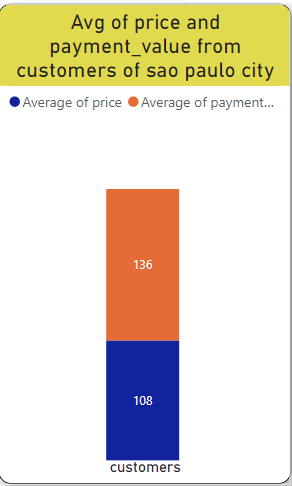 Avg of price and
payment_value from
customers of sao paulo city
Average of price Average of payment...
136
108
customers